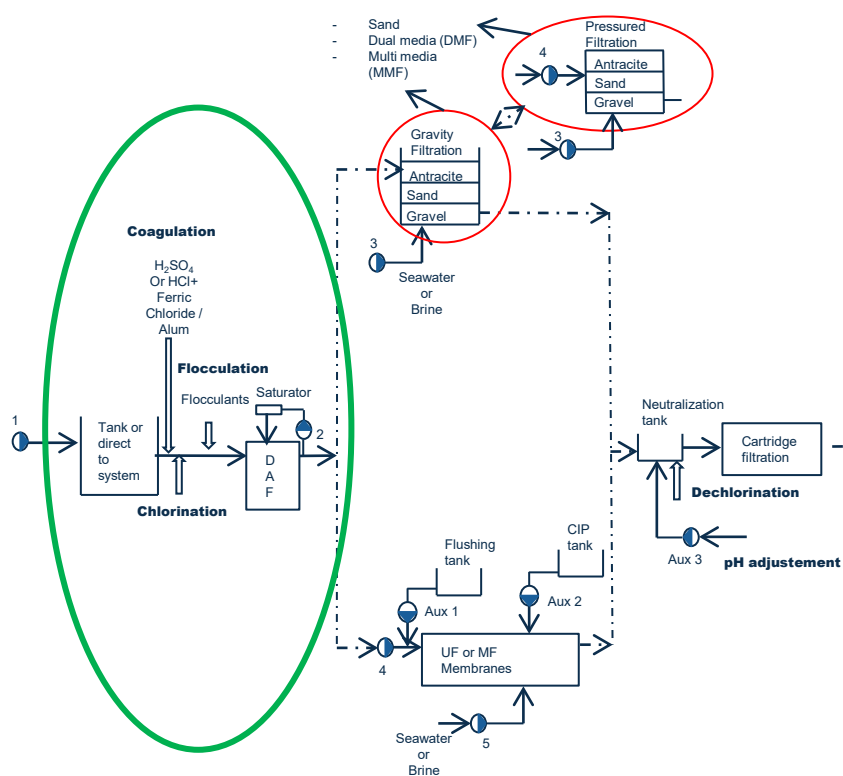 - Sand
- Dual media (DMF)
- Multi media
(MMF)
Pressured
Filtration
4
Antracite
Sand
Gravel
3
Gravity
Filtration
Antracite
Sand
Gravel
3
Seawater
or
Brine
Coagulation
H2SO4
Or HCl+
Ferric
Chloride /
Alum
Flocculation
Flocculants
Saturator
1
2
Tank or
direct
to
system
D
A
F
Chlorination
Neutralization
tank
Cartridge
filtration
Dechlorination
Aux 3
pH adjustement
Flushing
tank
CIP
tank
Aux 1
Aux 2
4
UF or MF
Membranes
5
Seawater
or
Brine